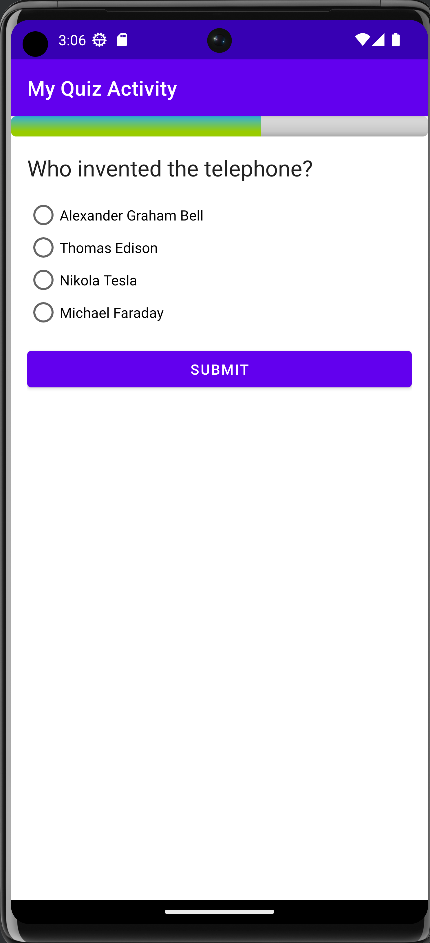 3:06
My Quiz Activity
Who invented the telephone?
Alexander Graham Bell
Thomas Edison
Nikola Tesla
Michael Faraday
SUBMIT